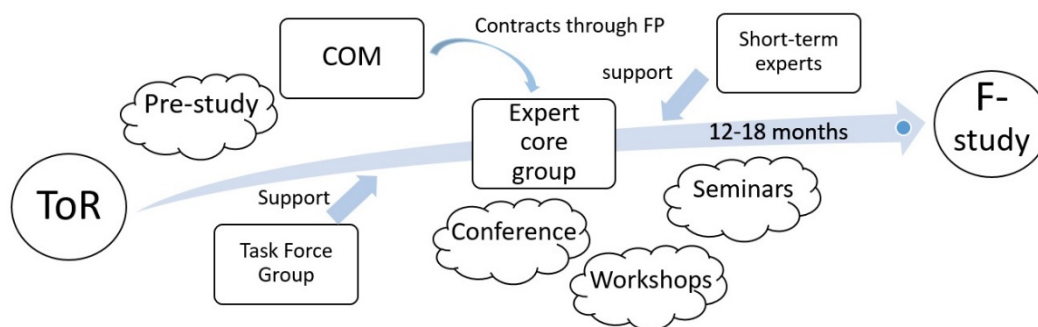 Contracts through FP
COM
Short-term
experts
support
Pre-study
Expert
core
group
12-18 months
F-
study
ToR
Support
Seminars
Task Force
Group
Conference
Workshops